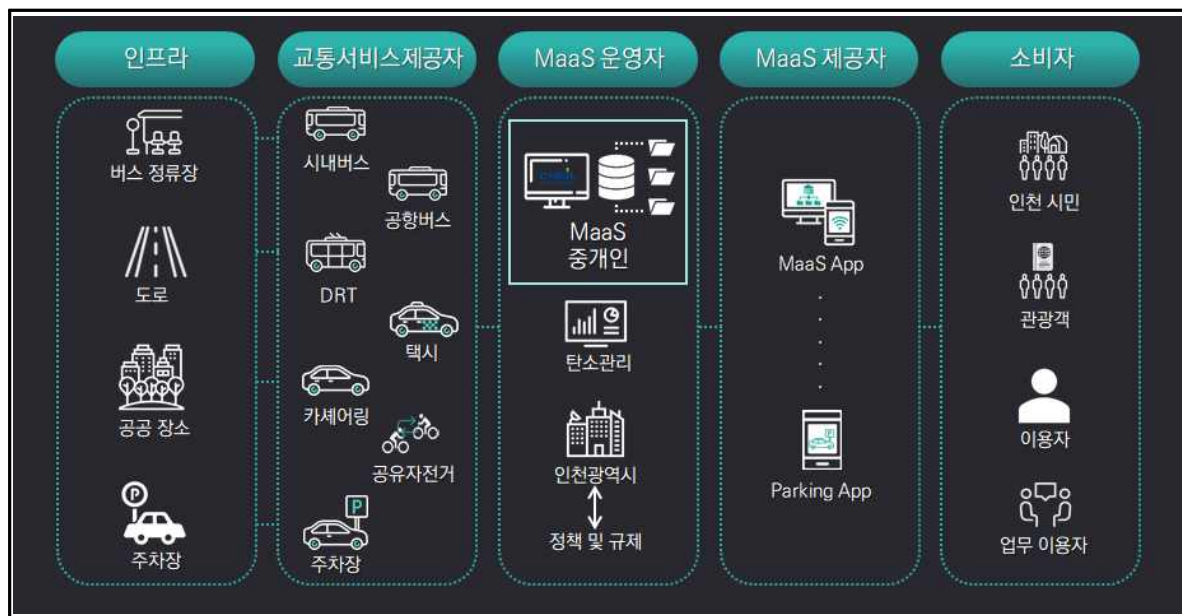 인프라
버스 정류장
도로
공공 장소
P
주차장
교통서비스제공자
시내버스
공항버스
DRT
택시
카셰어링
공유자전거
P
주차장
MaaS 운영자
MaaS
중개인
탄소관리
인천광역시
정책 및 규제
MaaS 제공자
MaaS App
P
Parking App
소비자
인천 시민
관광객
이용자
업무 이용자